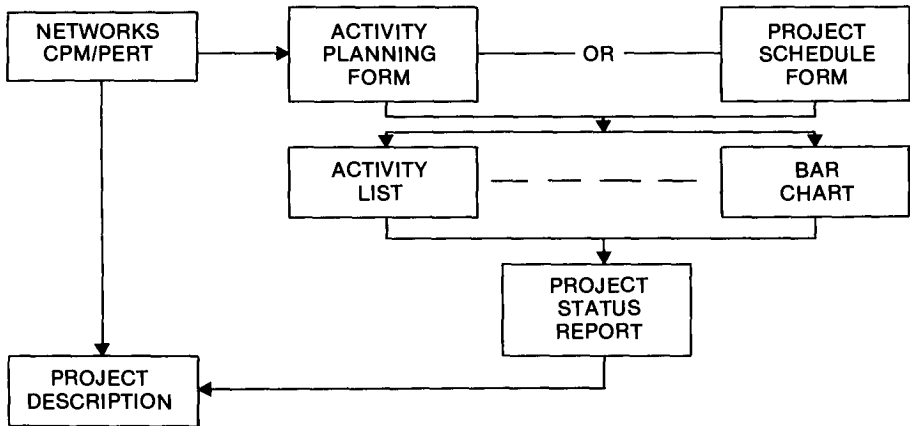 NETWORKS
CPM/PERT
ACTIVITY
PLANNING
FORM
OR
PROJECT
SCHEDULE
FORM
ACTIVITY
LIST
BAR
CHART
PROJECT
STATUS
REPORT
PROJECT
DESCRIPTION